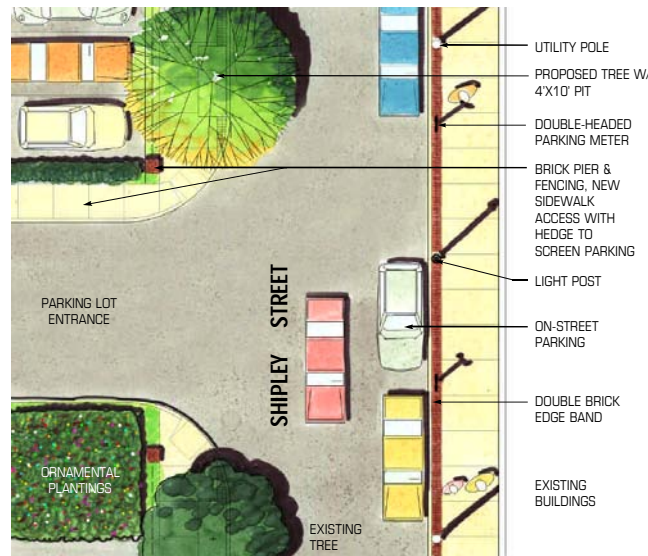 UTILITY POLE
PROPOSED TREE W/
4'X10' PIT
DOUBLE-HEADED
PARKING METER
BRICK PIER &
FENCING, NEW
SIDEWALK
ACCESS WITH
HEDGE TO
SCREEN PARKING
LIGHT POST
ON-STREET
PARKING
DOUBLE BRICK
EDGE BAND
EXISTING
BUILDINGS
PARKING LOT
ENTRANCE
SHIPLEY STREET
ORNAMENTAL
PLANTINGS
EXISTING
TREE